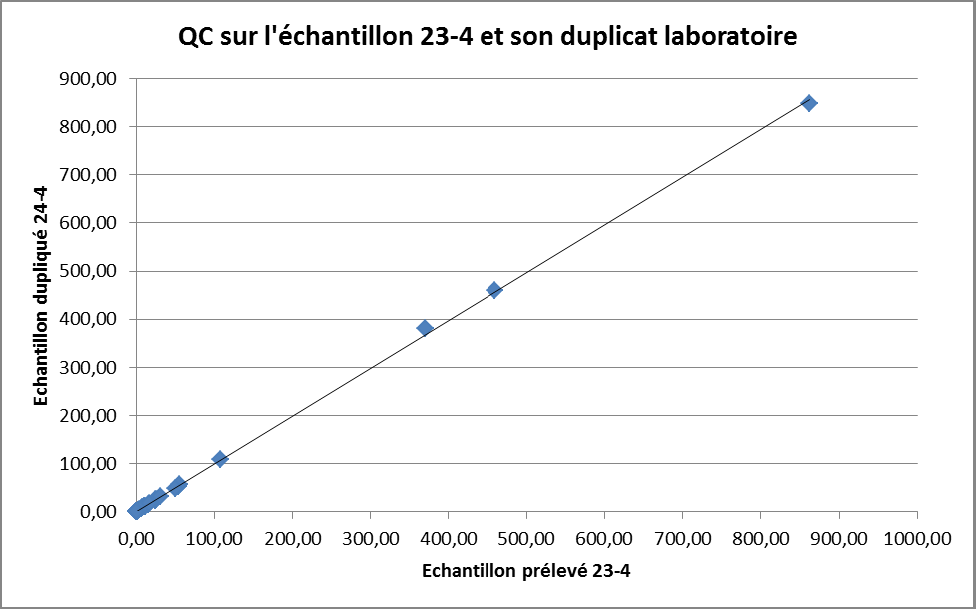 QC sur l'échantillon 23-4 et son duplicat laboratoire
900,00
800,00
700,00
600,00
500,00
400,00
300,00
200,00
100,00
0,00
Echantillon dupliqué 24-4
0,00 100,00 200,00 300,00 400,00 500,00 600,00 700,00 800,00 900,00 1000,00
Echantillon prélevé 23-4